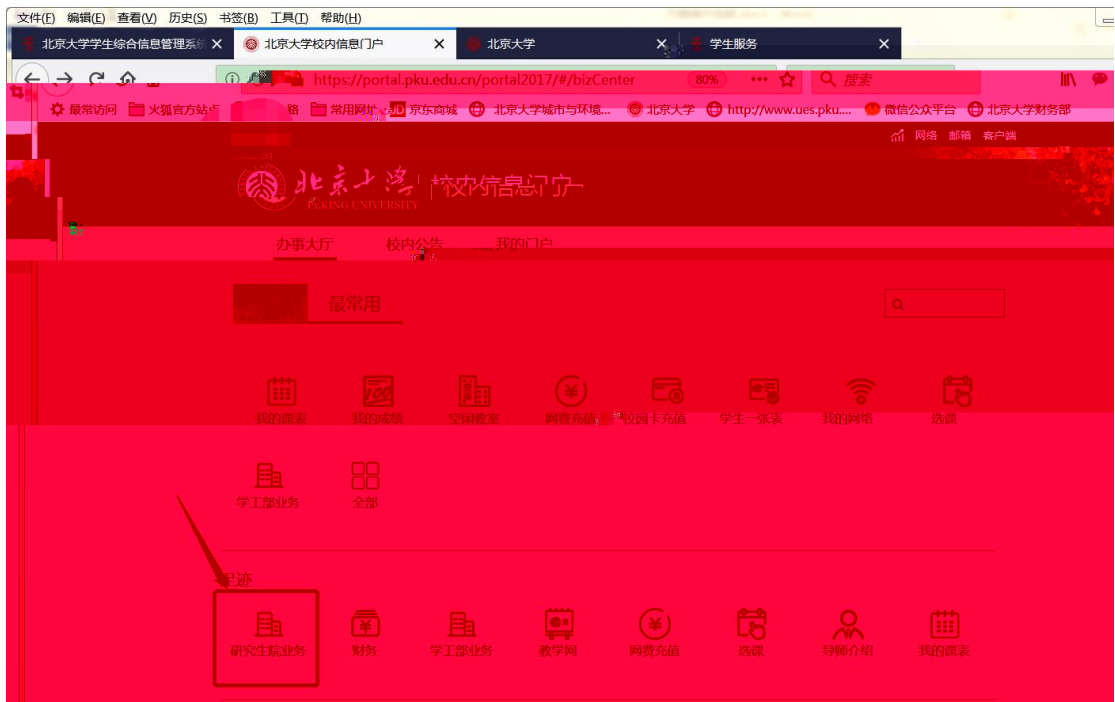 文件(F) 编辑(E) 查看(V) 历史(S) 书签(B) 工具(T) 帮助(H)
北京大学学生综合信息管理系统 北京大学校内信息门户 北京大学 学生服务
https://portal.pku.edu.cn/portal2017/#/bizCenter 80% 搜索
最常访问 火狐官方站点 常用网址 JD 京东商城 北京大学城市与环境... 北京大学 http://www.ues.pku.... 微信公众平台 北京大学财务部
网络 邮箱 客户端
北京大学 校内信息门户
PEKING UNIVERSITY
办事大厅 校内公告 我的门户
最常用
我的课表 我的成绩 空闲教室 网费充值 校园卡充值 学生一张表 我的网络 选课
学工部业务 全部
足迹
研究生院业务 财务 学工部业务 教学网 网费充值 选课 导师介绍 我的课表